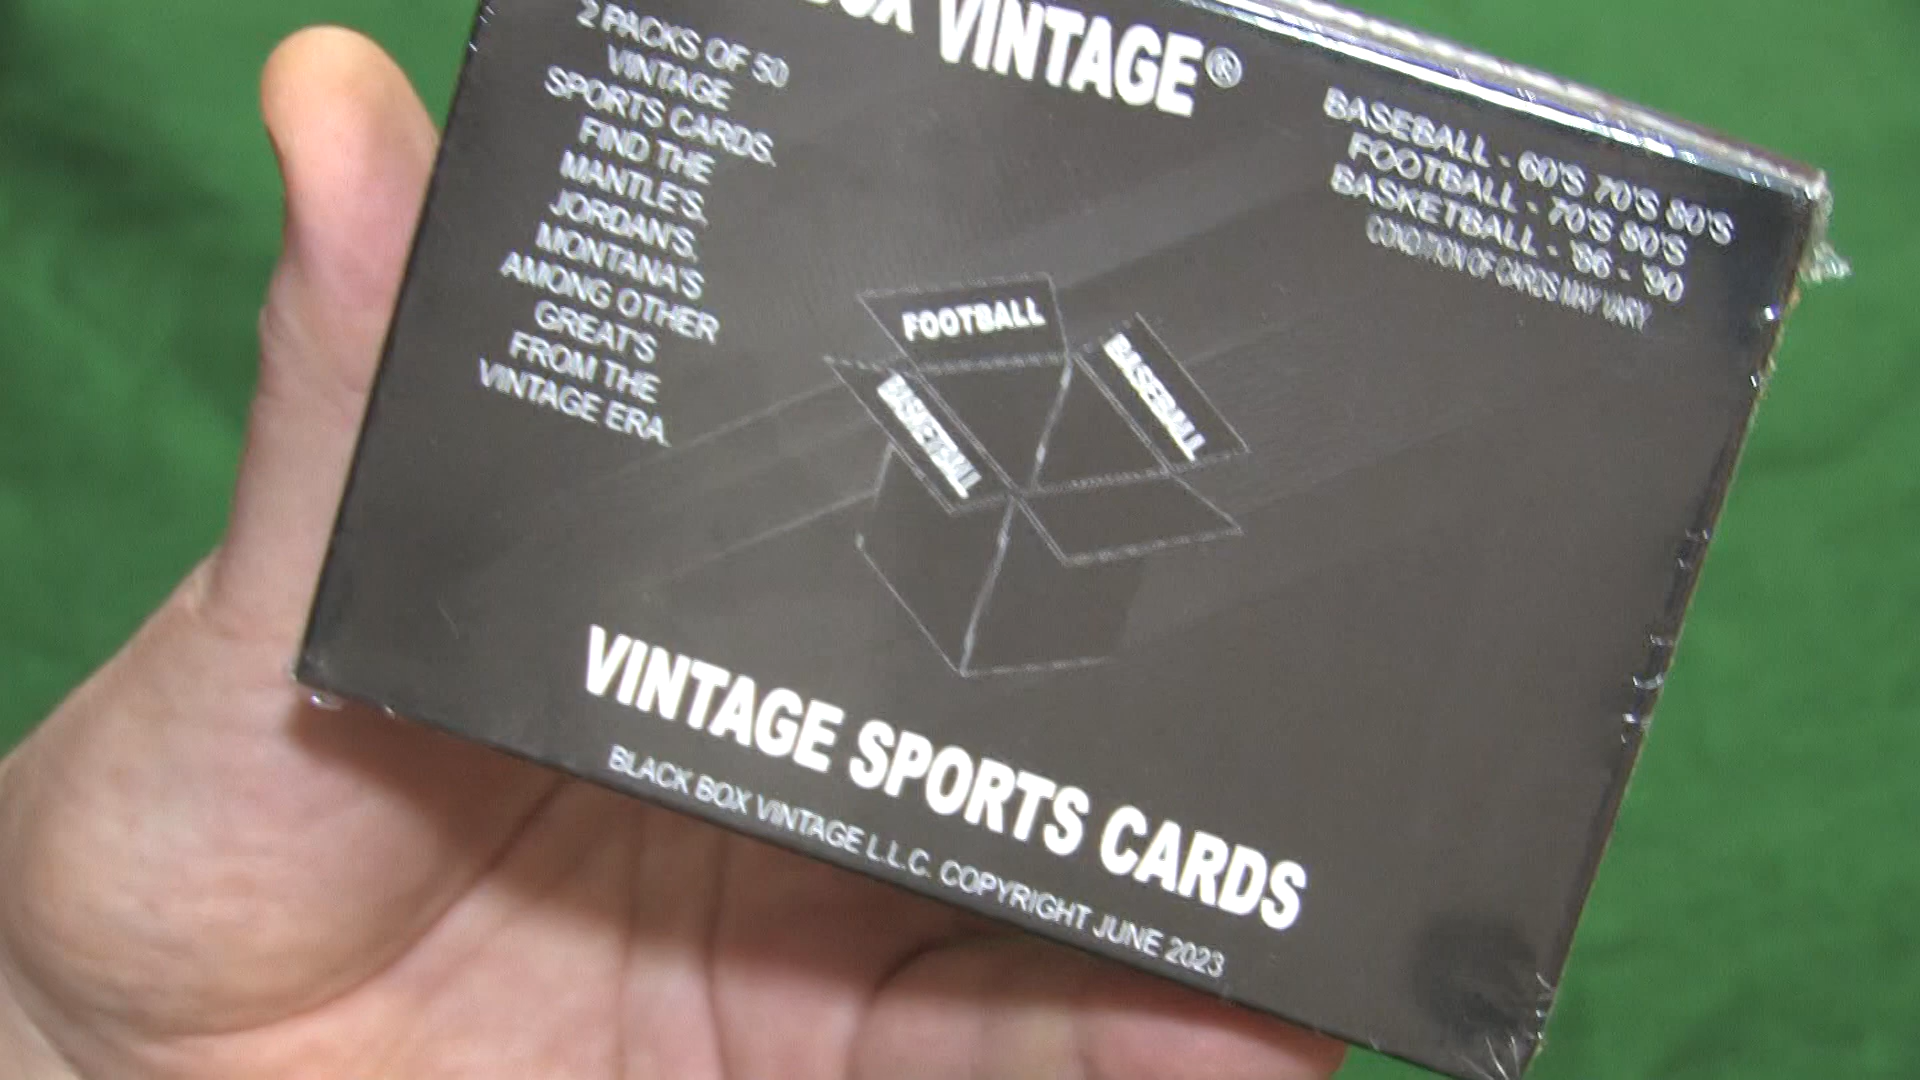 BOX VINTAGE®
2 PACKS OF 50
VINTAGE
SPORTS CARDS.
FIND THE
MANTLE'S,
JORDAN'S,
MONTANA'S
AMONG OTHER
GREAT'S
FROM THE
VINTAGE ERA.
BASEBALL - 60'S 70'S 80'S
FOOTBALL - 70'S 80'S
BASKETBALL - '86 - '90
CONDITION OF CARDS MAY VARY
FOOTBALL
BASEBALL
BASKETBALL
VINTAGE SPORTS CARDS
BLACK BOX VINTAGE L.L.C. COPYRIGHT JUNE 2023